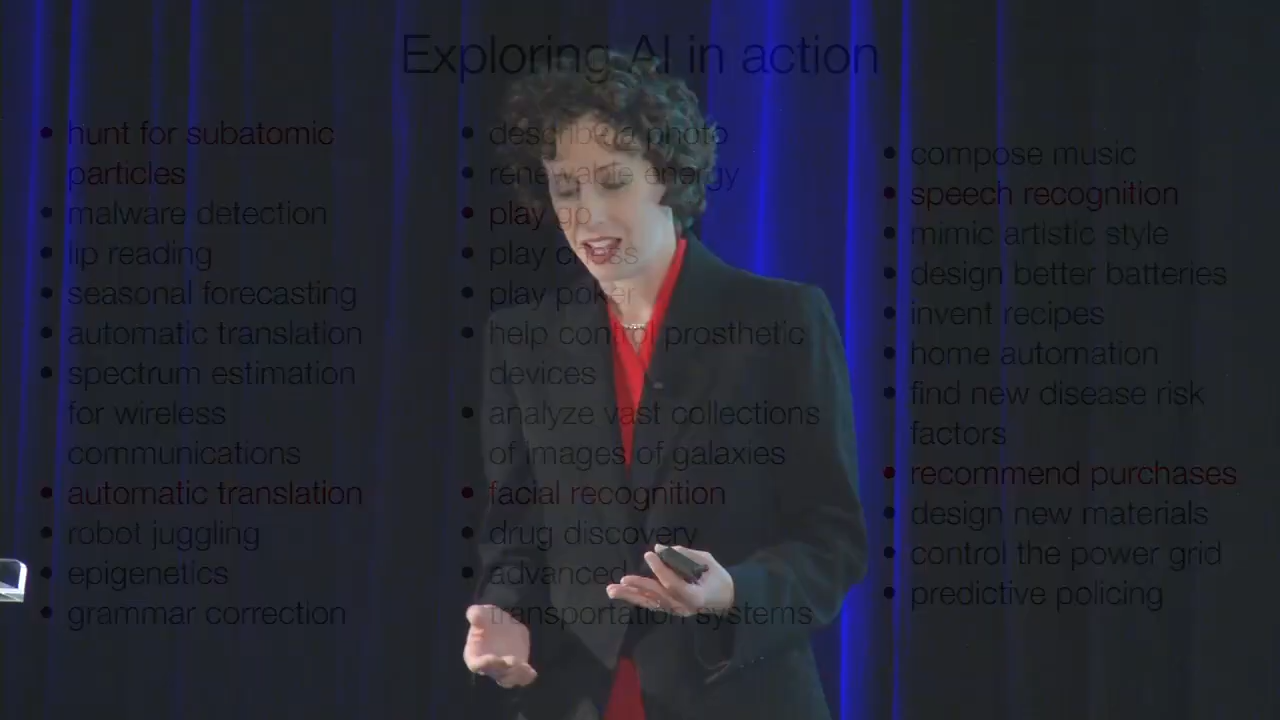 Exploring AI in action
hunt for subatomic
particles
malware detection
lip reading
seasonal forecasting
automatic translation
spectrum estimation
for wireless
communications
automatic translation
robot juggling
epigenetics
grammar correction
describe a photo
renewable energy
play go
play chess
play poker
help control prosthetic
devices
analyze vast collections
of images of galaxies
facial recognition
drug discovery
advanced
transportation systems
compose music
speech recognition
mimic artistic style
design better batteries
invent recipes
home automation
find new disease risk
factors
recommend purchases
design new materials
control the power grid
predictive policing